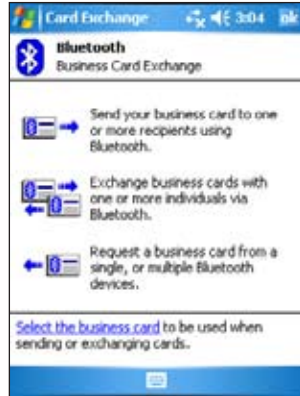 Card Exchange 3:04 ok
Bluetooth
Business Card Exchange
Send your business card to one
or more recipients using
Bluetooth.
Exchange business cards with
one or more individuals via
Bluetooth.
Request a business card from a
single, or multiple Bluetooth
devices.
Select the business card to be used when
sending or exchanging cards.